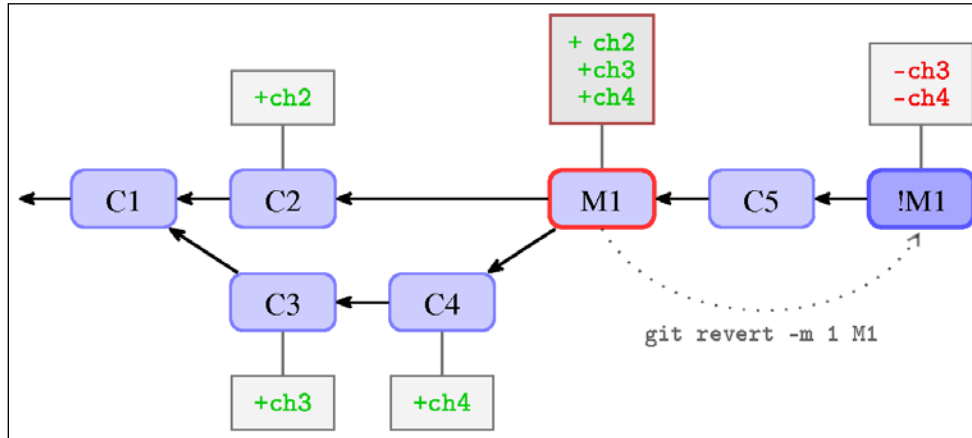 + ch2
+ch3
+ch4
-ch3
-ch4
+ch2
C1
C2
M1
C5
!M1
C3
C4
git revert -m 1 M1
+ch3
+ch4